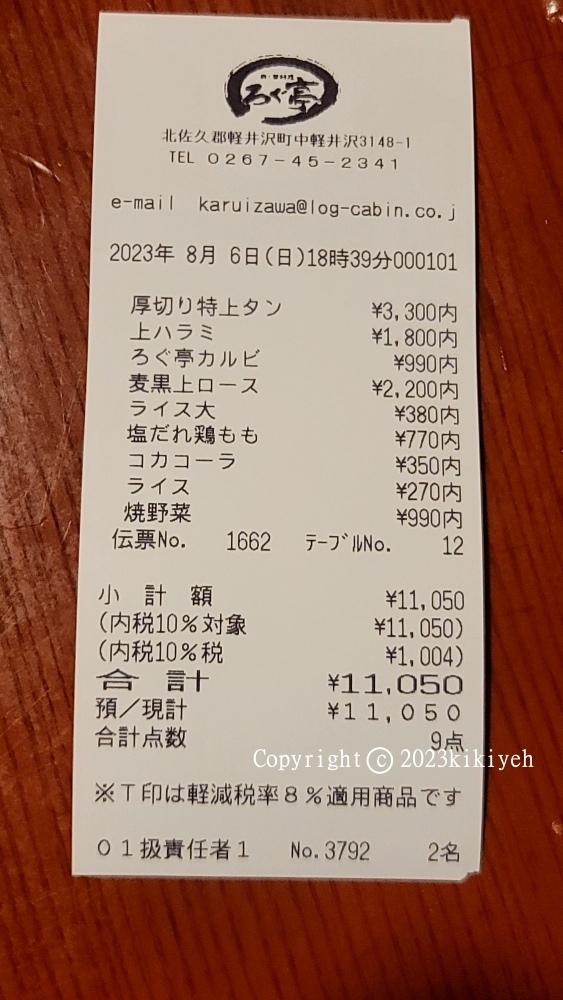 ろぐ亭
北佐久郡軽井沢町中軽井沢3148-1
TEL 0267-45-2341
e-mail karuizawa@log-cabin.co.j
2023年 8月 6日(日)18時39分000101
厚切り特上タン ¥3,300内
上ハラミ ¥1,800内
ろぐ亭カルビ ¥990内
麦黒上ロース ¥2,200内
ライス大 ¥380内
塩だれ鶏もも ¥770内
コカコーラ ¥350内
ライス ¥270内
焼野菜 ¥990内
伝票No. 1662 テーブルNo. 12
小 計 額 ¥11,050
(内税10%対象 ¥11,050)
(内税10%税 ¥1,004)
合 計 ¥11,050
預/現計 ¥11,050
合計点数 9点
Copyright ⓒ 2023kikiyeh
※T印は軽減税率8%適用商品です
01扱責任者1 No.3792 2名